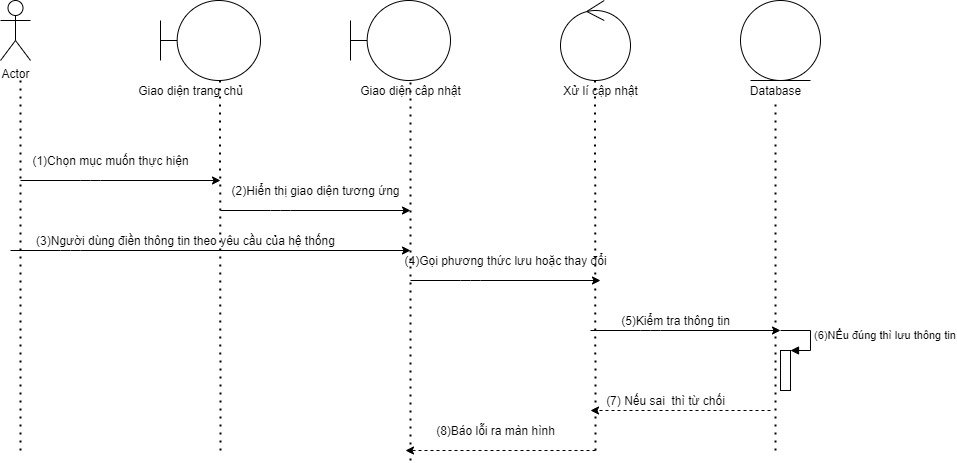 Actor
Giao diện trang chủ
Giao diện câp nhật
Xử lí cập nhật
Database
(1)Chọn mục muốn thực hiện
(2)Hiển thị giao diện tương ứng
(3)Người dùng điền thông tin theo yêu cầu của hệ thống
(4)Gọi phương thức lưu hoặc thay đổi
(5)Kiểm tra thông tin
(6)NẾu đúng thì lưu thông tin
(7) Nếu sai thì từ chối
(8)Báo lỗi ra màn hình